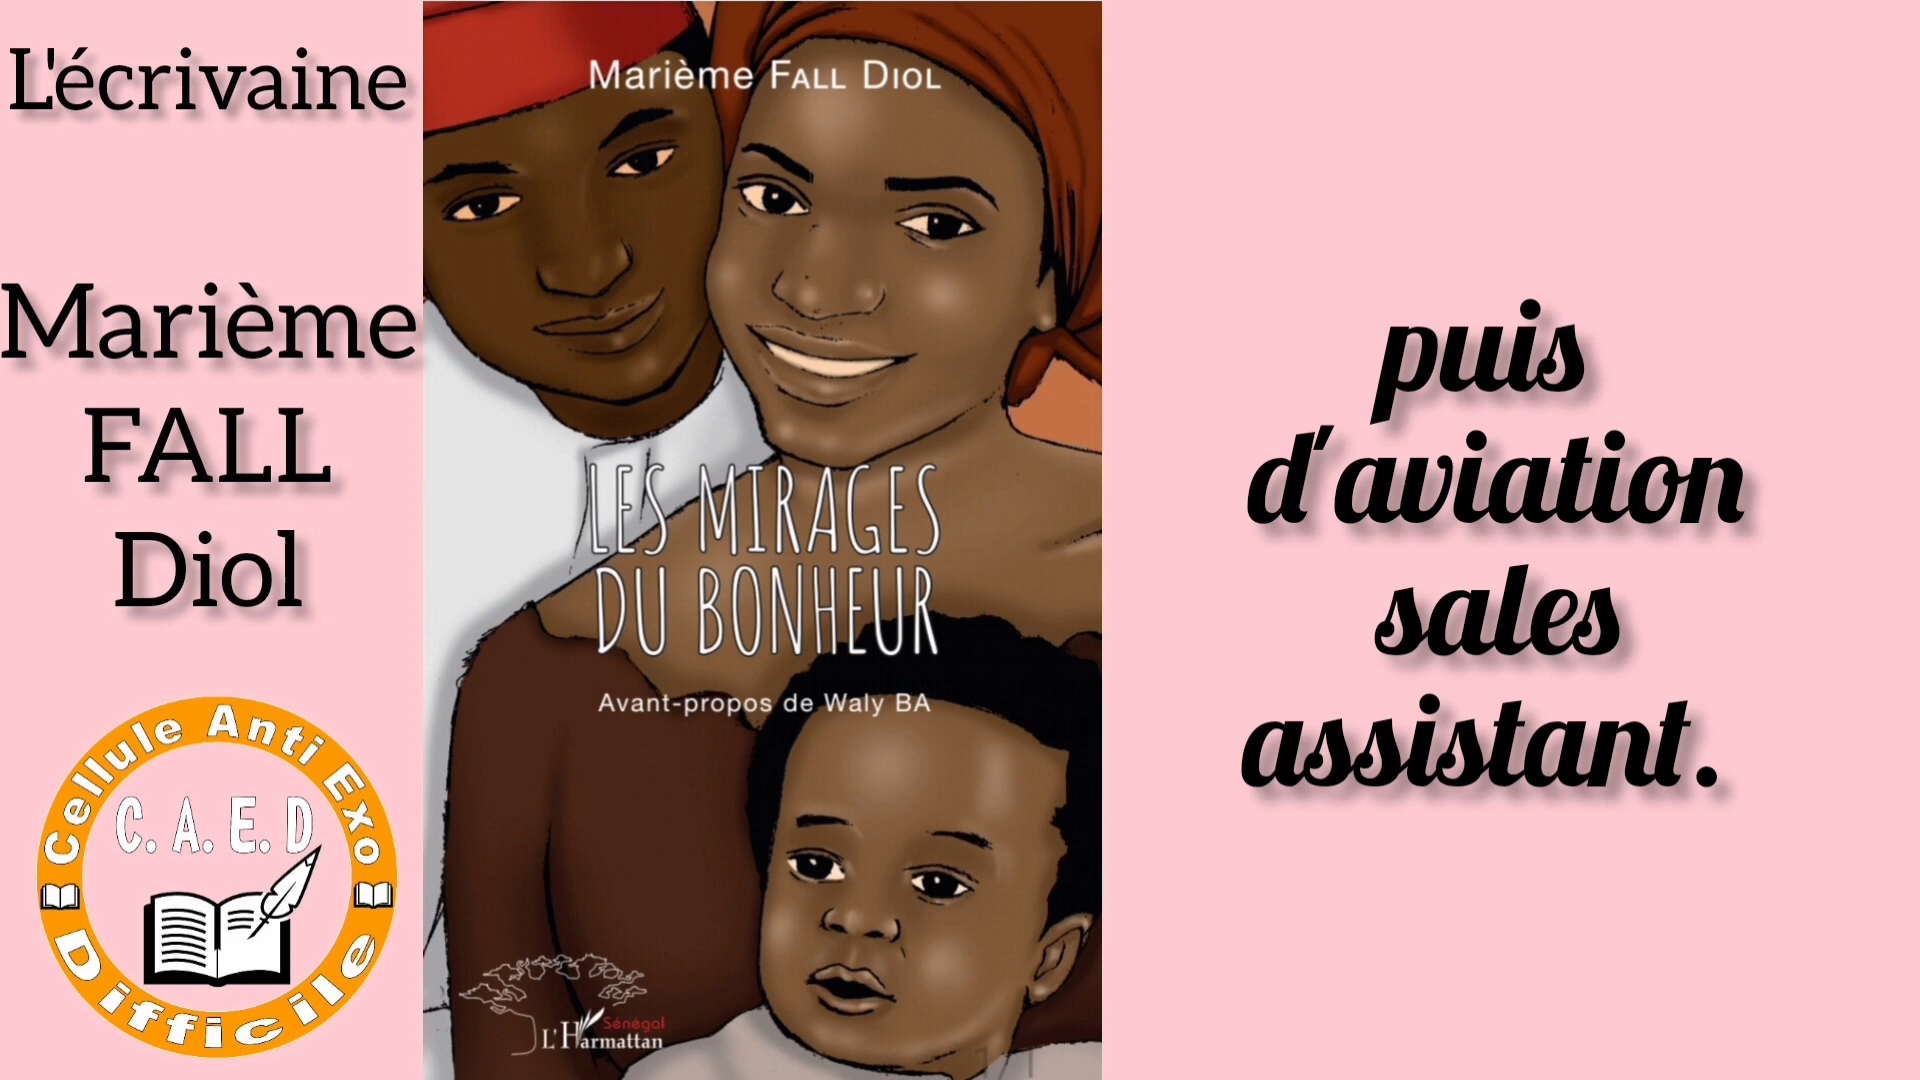 L'écrivaine
Marième
FALL
Diol
Cellule Anti Exo
C. A. E. D
Difficile
Marième FALL DIOL
LES MIRAGES
DU BONHEUR
Avant-propos de Waly BA
Sénégal
L'Harmattan
puis
d'aviation
sales
assistant.